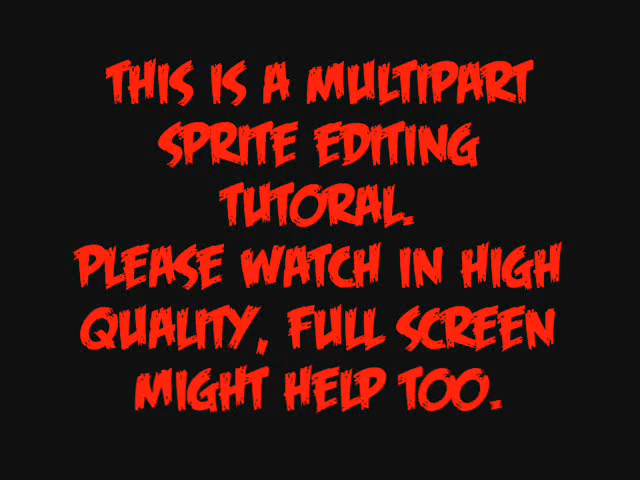 THIS IS A MULTIPART
SPRITE EDITING
TUTORAL.
PLEASE WATCH IN HIGH
QUALITY, FULL SCREEN
MIGHT HELP TOO.